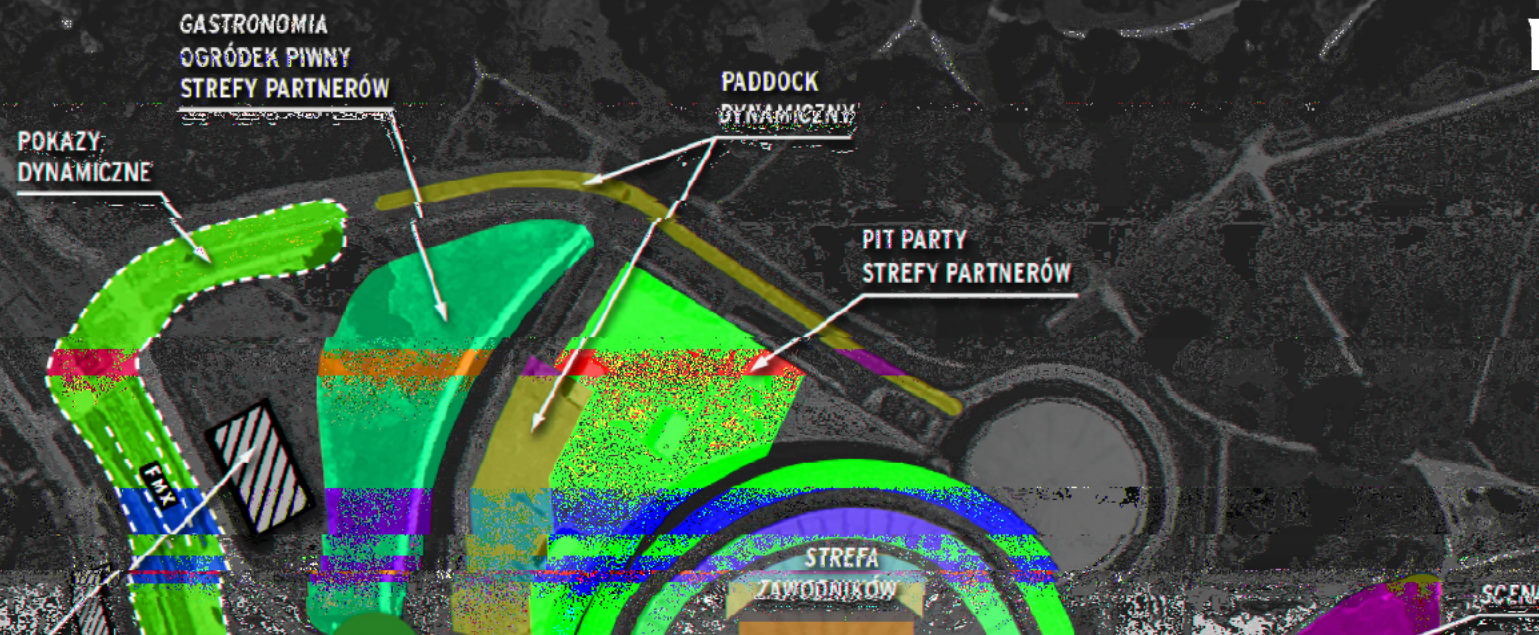 GASTRONOMIA
OGRÓDEK PIWNY
STREFY PARTNERÓW
PADDOCK
DYNAMICZNY
POKAZY
DYNAMICZNE
PIT PARTY
STREFY PARTNERÓW
FMX
STREFA
ZAWODNIKÓW